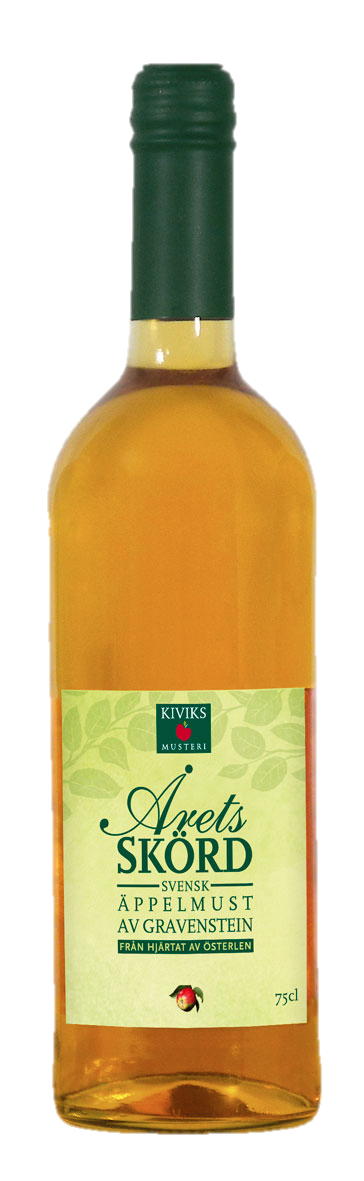 KIVIKS
MUSTERI
Årets
SKÖRD
SVENSK
ÄPPELMUST
AV GRAVENSTEIN
FRÅN HJÄRTAT AV ÖSTERLEN
75cl